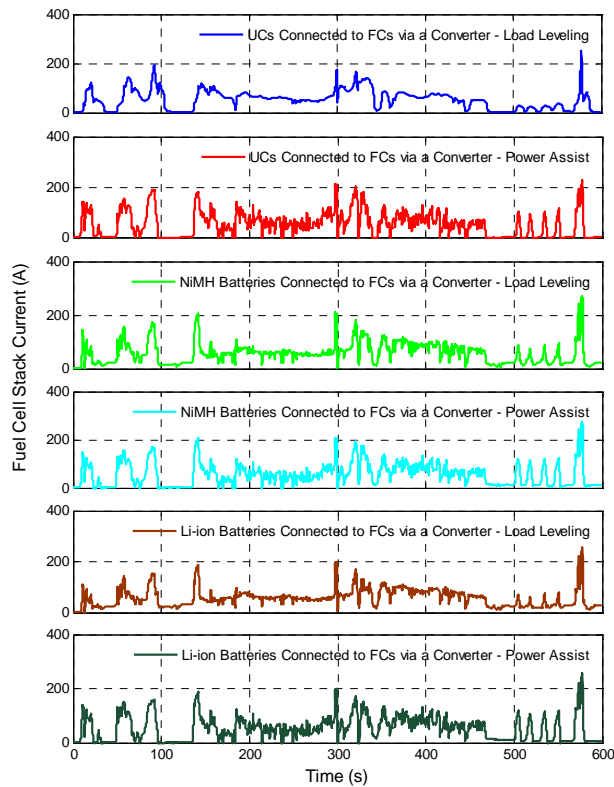 400
UCs Connected to FCs via a Converter - Load Leveling
200
0
400
UCs Connected to FCs via a Converter - Power Assist
200
0
400
NiMH Batteries Connected to FCs via a Converter - Load Leveling
200
0
Fuel Cell Stack Current (A)
400
NiMH Batteries Connected to FCs via a Converter - Power Assist
200
0
400
Li-ion Batteries Connected to FCs via a Converter - Load Leveling
200
0
400
Li-ion Batteries Connected to FCs via a Converter - Power Assist
200
0
0 100 200 300 400 500 600
Time (s)